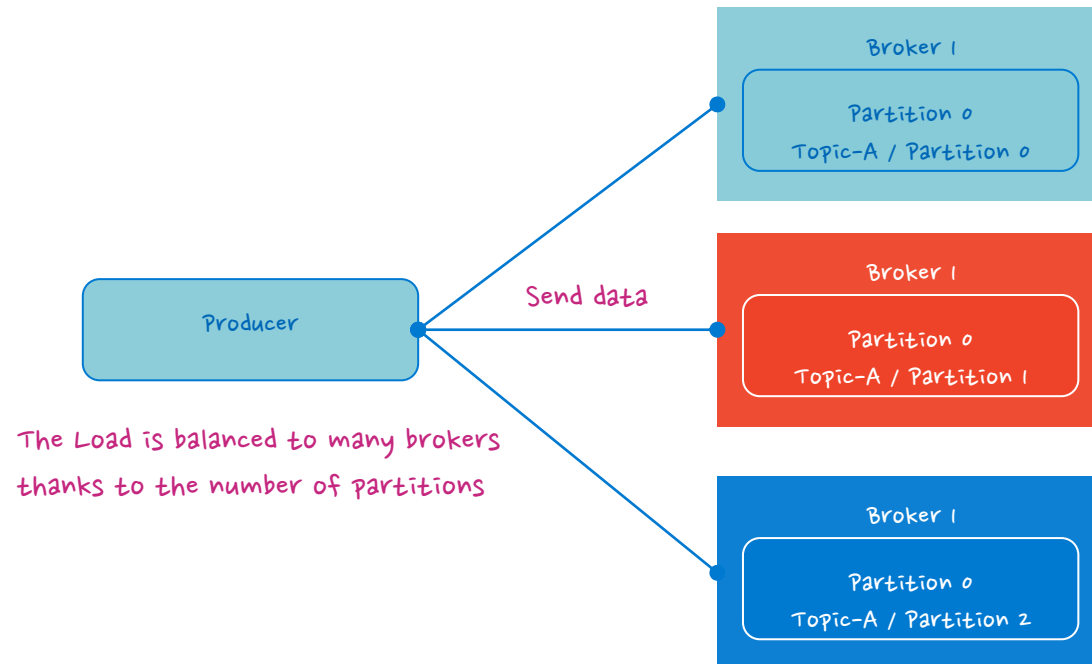 Broker 1
Partition 0
Topic-A / Partition 0
Broker 1
Send data
Partition 0
Topic-A / Partition 1
Producer
The Load is balanced to many brokers
thanks to the number of partitions
Broker 1
Partition 0
Topic-A / Partition 2